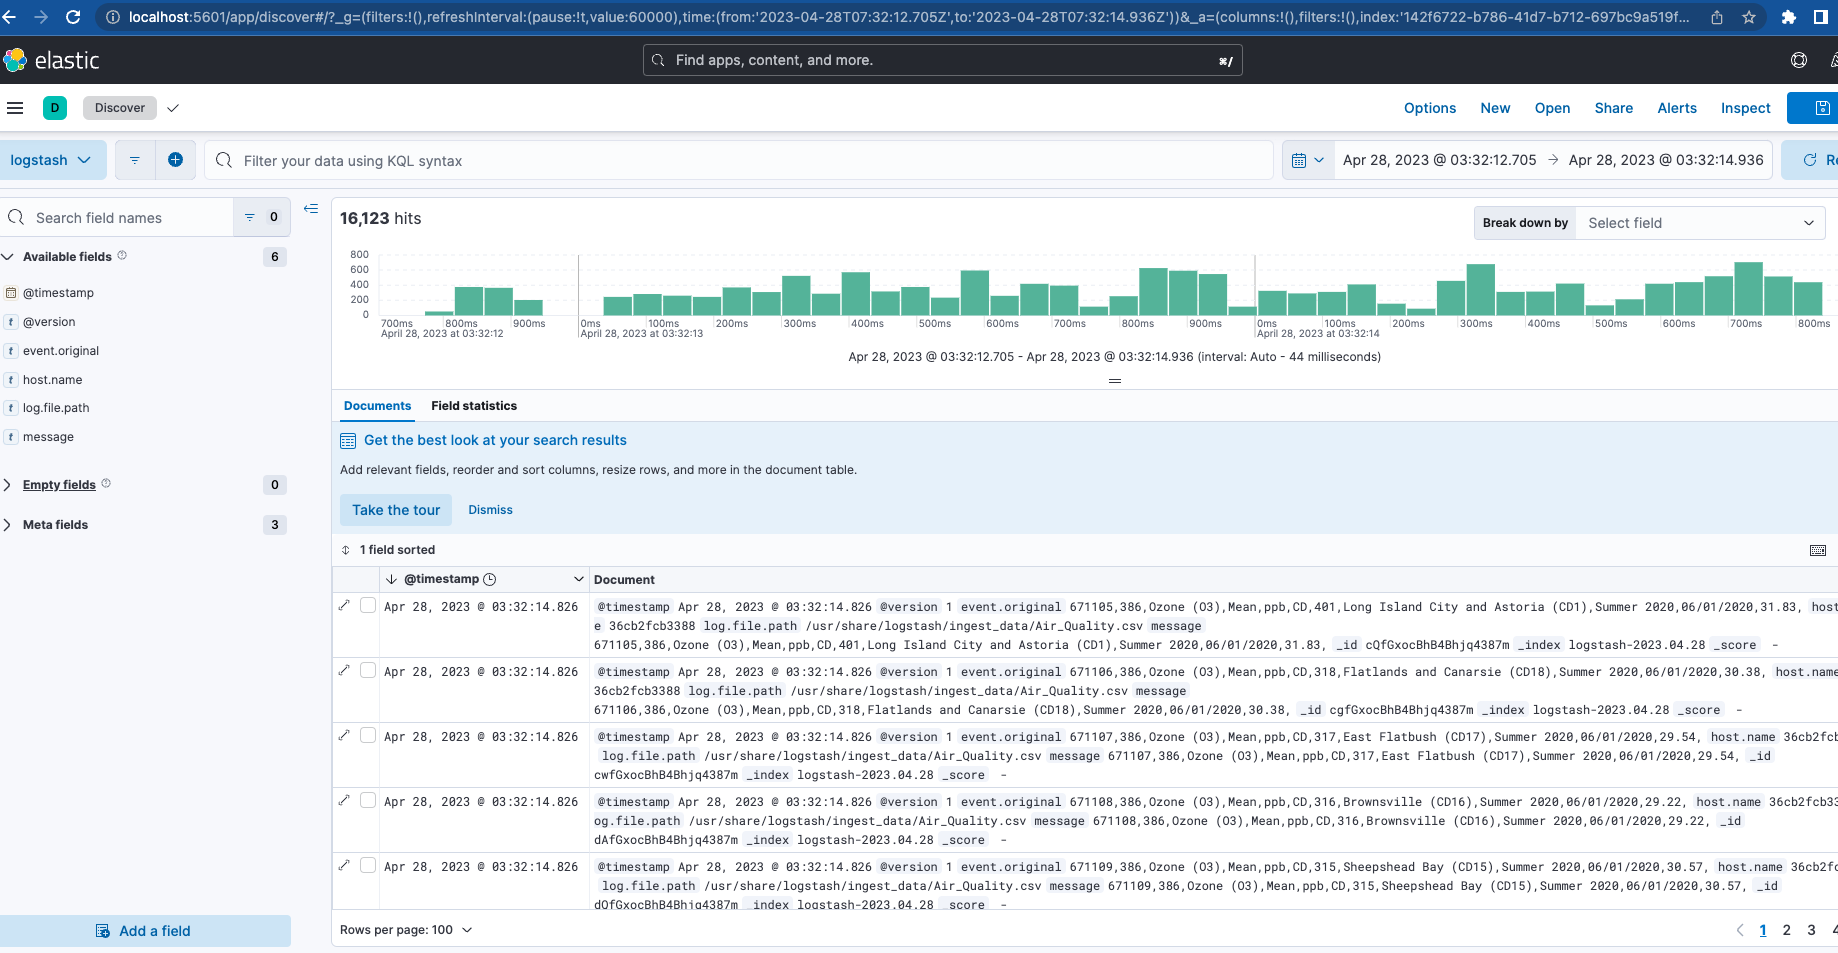 localhost:5601/app/discover#/?_g=(filters:!(),refreshInterval:(pause:!t,value:60000),time:(from:'2023-04-28T07:32:12.705Z',to:'2023-04-28T07:32:14.936Z'))&_a=(columns:!(),filters:!(),index:'142f6722-b786-41d7-b712-697bc9a519f...
elastic
Find apps, content, and more.
⌘/
D
Discover
Options
New
Open
Share
Alerts
Inspect
logstash
Filter your data using KQL syntax
Apr 28, 2023 @ 03:32:12.705 → Apr 28, 2023 @ 03:32:14.936
Re
Search field names
0
16,123 hits
Break down by
Select field
Available fields
6
@timestamp
t @version
t event.original
t host.name
t log.file.path
t message
Empty fields
0
Meta fields
3
Add a field
800
600
400
200
0
700ms 800ms 900ms 0ms 100ms 200ms 300ms 400ms 500ms 600ms 700ms 800ms 900ms 0ms 100ms 200ms 300ms 400ms 500ms 600ms 700ms 800ms
April 28, 2023 at 03:32:12 April 28, 2023 at 03:32:13 April 28, 2023 at 03:32:14
Apr 28, 2023 @ 03:32:12.705 - Apr 28, 2023 @ 03:32:14.936 (interval: Auto - 44 milliseconds)
Documents
Field statistics
Get the best look at your search results
Add relevant fields, reorder and sort columns, resize rows, and more in the document table.
Take the tour
Dismiss
1 field sorted
@timestamp
Document
Apr 28, 2023 @ 03:32:14.826
@timestamp Apr 28, 2023 @ 03:32:14.826 @version 1 event.original 671105,386,Ozone (O3),Mean,ppb,CD,401,Long Island City and Astoria (CD1),Summer 2020,06/01/2020,31.83, host
e 36cb2fcb3388 log.file.path /usr/share/logstash/ingest_data/Air_Quality.csv message
671105,386,Ozone (O3),Mean,ppb,CD,401,Long Island City and Astoria (CD1),Summer 2020,06/01/2020,31.83, _id cQfGxocBhB4Bhjq4387m _index logstash-2023.04.28 _score -
Apr 28, 2023 @ 03:32:14.826
@timestamp Apr 28, 2023 @ 03:32:14.826 @version 1 event.original 671106,386,Ozone (O3),Mean,ppb,CD,318,Flatlands and Canarsie (CD18),Summer 2020,06/01/2020,30.38, host.name
36cb2fcb3388 log.file.path /usr/share/logstash/ingest_data/Air_Quality.csv message
671106,386,Ozone (O3),Mean,ppb,CD,318,Flatlands and Canarsie (CD18),Summer 2020,06/01/2020,30.38, _id cgfGxocBhB4Bhjq4387m _index logstash-2023.04.28 _score -
Apr 28, 2023 @ 03:32:14.826
@timestamp Apr 28, 2023 @ 03:32:14.826 @version 1 event.original 671107,386,Ozone (O3),Mean,ppb,CD,317,East Flatbush (CD17),Summer 2020,06/01/2020,29.54, host.name 36cb2fcb
log.file.path /usr/share/logstash/ingest_data/Air_Quality.csv message 671107,386,Ozone (O3),Mean,ppb,CD,317,East Flatbush (CD17),Summer 2020,06/01/2020,29.54, _id
cwfGxocBhB4Bhjq4387m _index logstash-2023.04.28 _score -
Apr 28, 2023 @ 03:32:14.826
@timestamp Apr 28, 2023 @ 03:32:14.826 @version 1 event.original 671108,386,Ozone (O3),Mean,ppb,CD,316,Brownsville (CD16),Summer 2020,06/01/2020,29.22, host.name 36cb2fcb33
og.file.path /usr/share/logstash/ingest_data/Air_Quality.csv message 671108,386,Ozone (O3),Mean,ppb,CD,316,Brownsville (CD16),Summer 2020,06/01/2020,29.22, _id
dAfGxocBhB4Bhjq4387m _index logstash-2023.04.28 _score -
Apr 28, 2023 @ 03:32:14.826
@timestamp Apr 28, 2023 @ 03:32:14.826 @version 1 event.original 671109,386,Ozone (O3),Mean,ppb,CD,315,Sheepshead Bay (CD15),Summer 2020,06/01/2020,30.57, host.name 36cb2f
log.file.path /usr/share/logstash/ingest_data/Air_Quality.csv message 671109,386,Ozone (O3),Mean,ppb,CD,315,Sheepshead Bay (CD15),Summer 2020,06/01/2020,30.57, _id
dQfGxocBhB4Bhjq4387m _index logstash-2023.04.28 _score -
Rows per page: 100
1 2 3 4